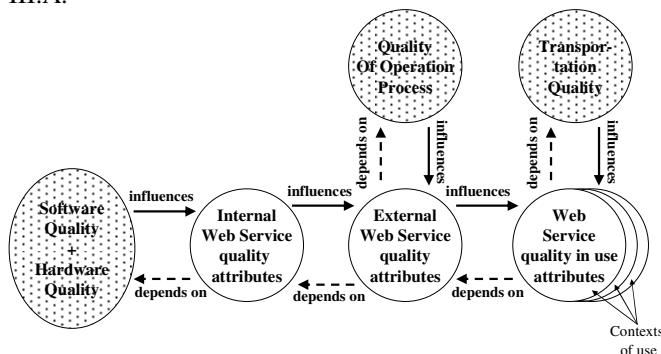 III.A.
Quality
Of Operation
Process
Transpor-
tation
Quality
depends on
influences
depends on
influences
influences
influences
influences
Software
Quality
+
Hardware
Quality
Internal
Web Service
quality
attributes
External
Web Service
quality
attributes
Web
Service
quality in use
attributes
depends on
depends on
depends on
Contexts
of use